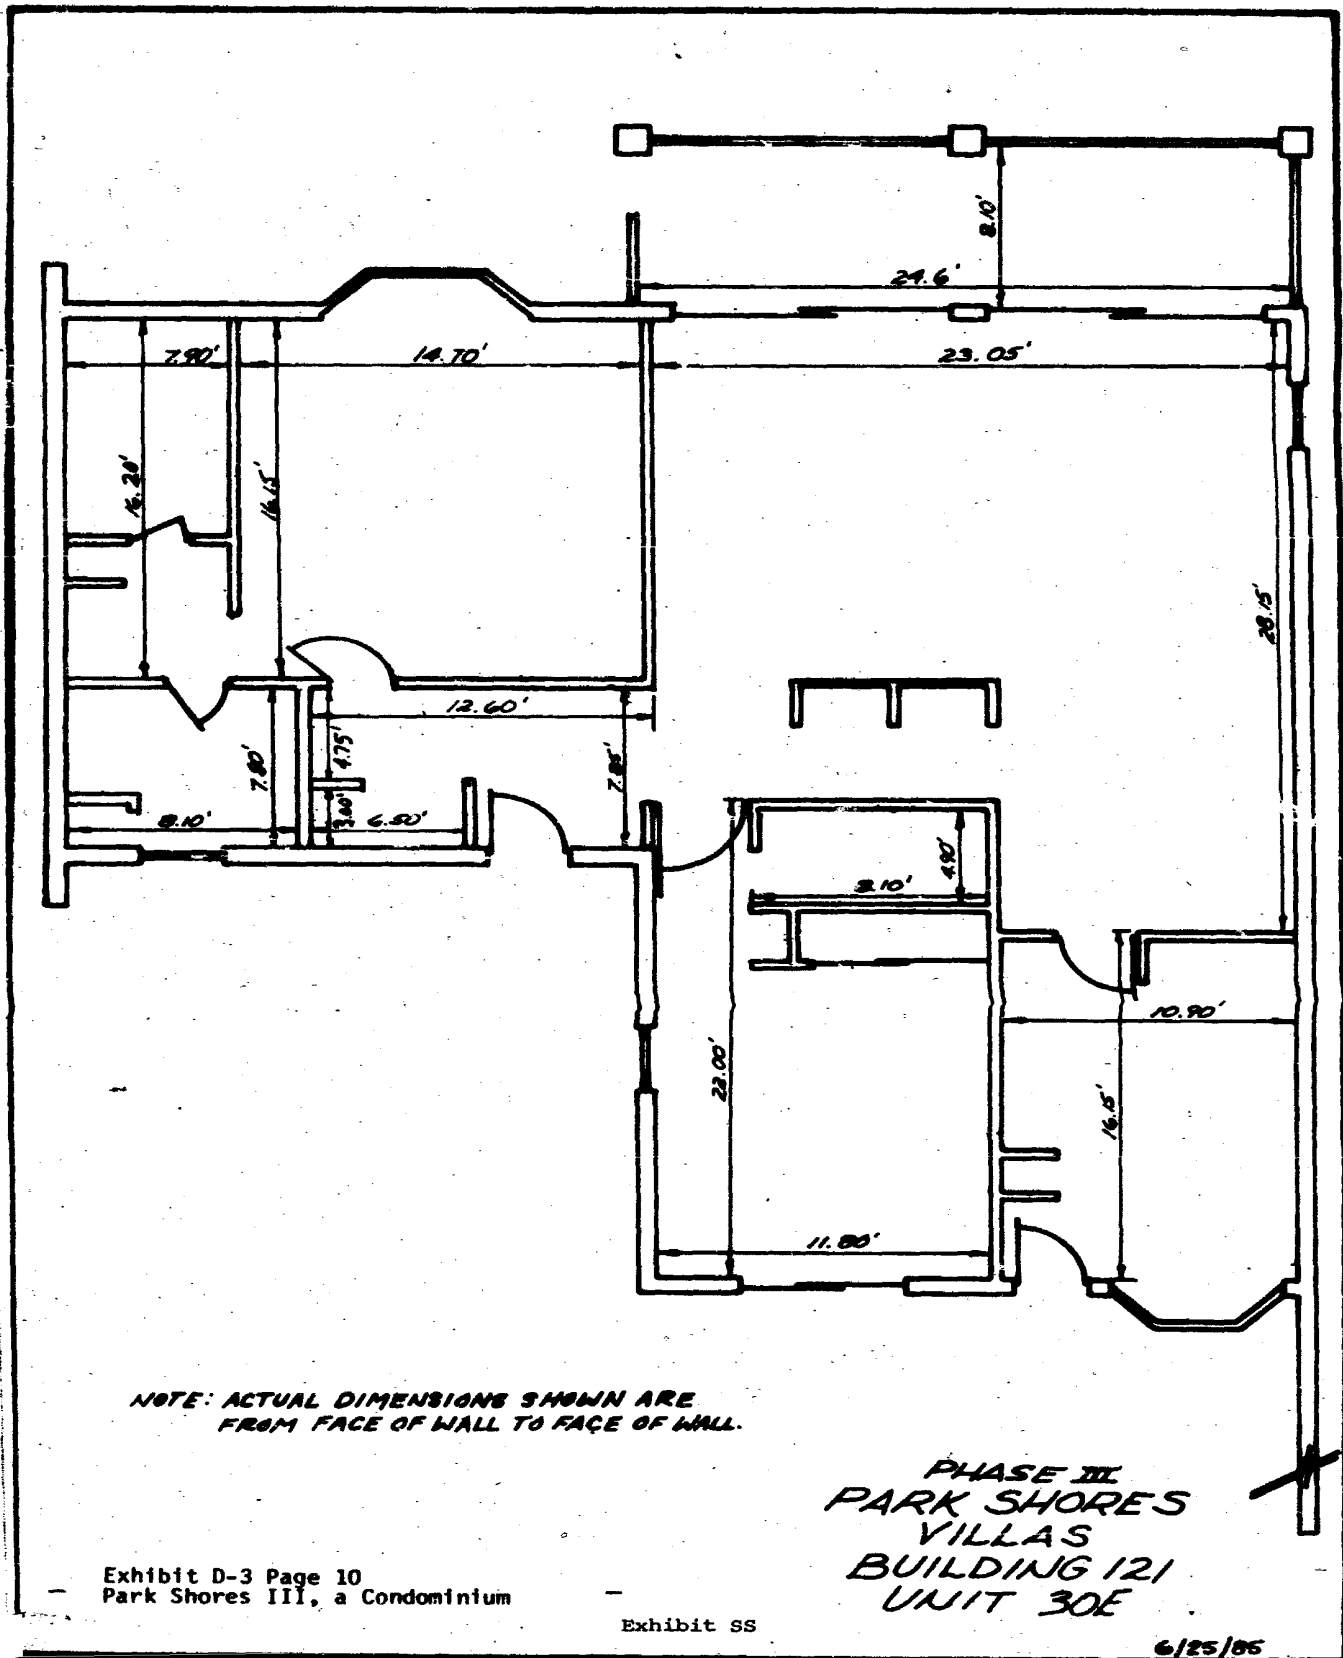 8.10'
24.6'
7.90'
14.70'
23.05'
16.20'
16.15'
28.15'
12.60'
4.75'
7.80'
7.85'
3.60'
8.10'
6.50'
4.90'
8.10'
10.90'
22.00'
16.15'
11.80'
NOTE: ACTUAL DIMENSIONS SHOWN ARE
FROM FACE OF WALL TO FACE OF WALL.
PHASE III
PARK SHORES
VILLAS
BUILDING 121
UNIT 30E
Exhibit D-3 Page 10
Park Shores III, a Condominium
Exhibit SS
6/25/85